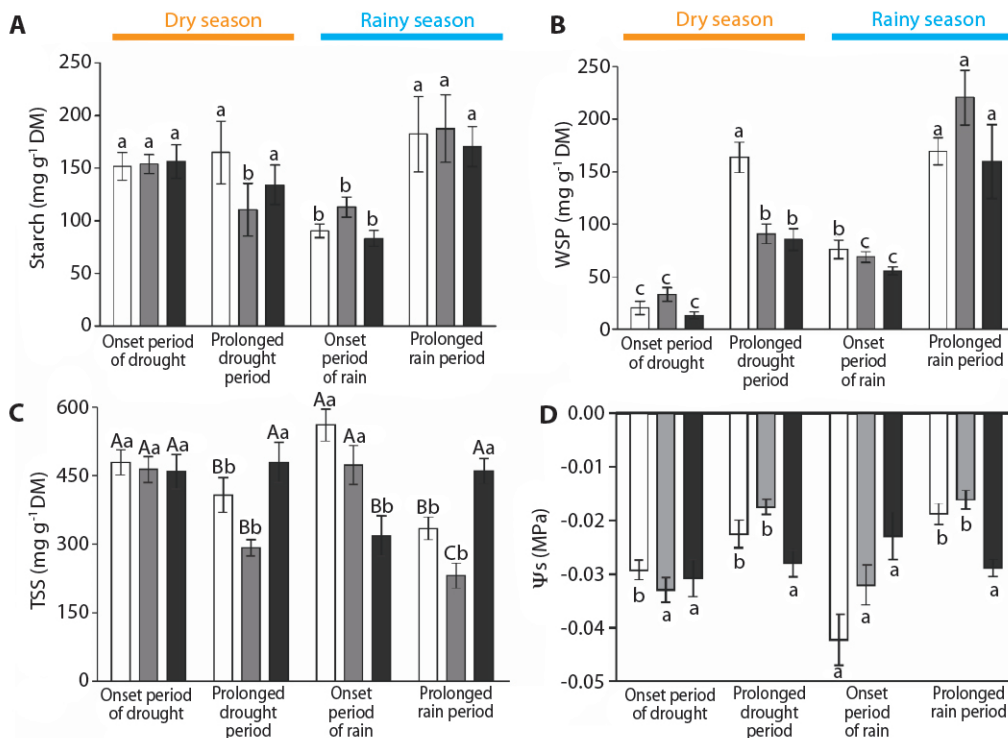 A
Dry season
Rainy season
Starch (mg g⁻¹ DM)
250
200
150
100
50
0
a a a
a b a
b b b
a a a
Onset period
of drought
Prolonged
drought
period
Onset
period
of rain
Prolonged
rain period
B
Dry season
Rainy season
WSP (mg g⁻¹ DM)
250
200
150
100
50
0
c c c
a b b
b c c
a a a
Onset period
of drought
Prolonged
drought
period
Onset
period
of rain
Prolonged
rain period
C
TSS (mg g⁻¹ DM)
600
450
300
150
0
Aa Aa Aa
Bb Bb Aa
Aa Aa Bb
Bb Cb Aa
Onset period
of drought
Prolonged
drought
period
Onset
period
of rain
Prolonged
rain period
D
Ψs (MPa)
0.00
-0.01
-0.02
-0.03
-0.04
-0.05
b a a
b b a
a a a
b b a
Onset period
of drought
Prolonged
drought
period
Onset
period
of rain
Prolonged
rain period